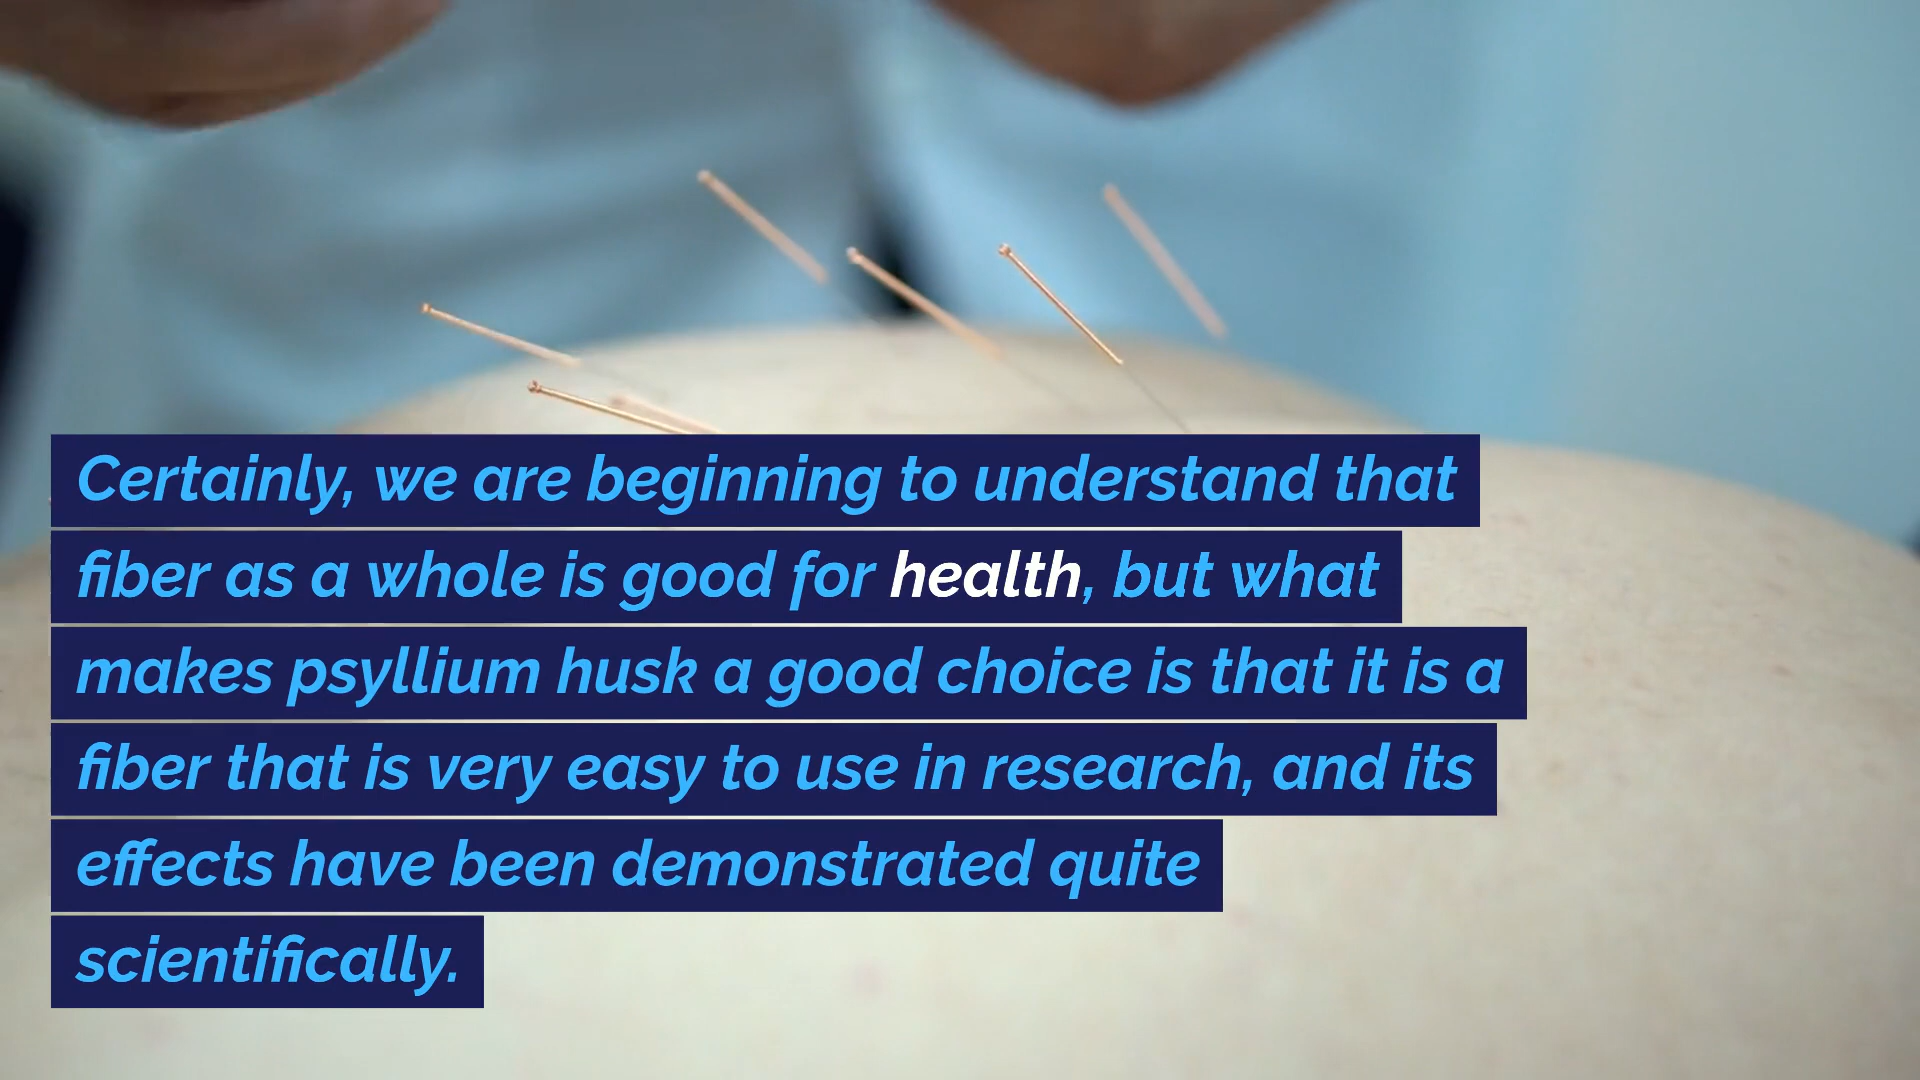 Certainly, we are beginning to understand that
fiber as a whole is good for health, but what
makes psyllium husk a good choice is that it is a
fiber that is very easy to use in research, and its
effects have been demonstrated quite
scientifically.